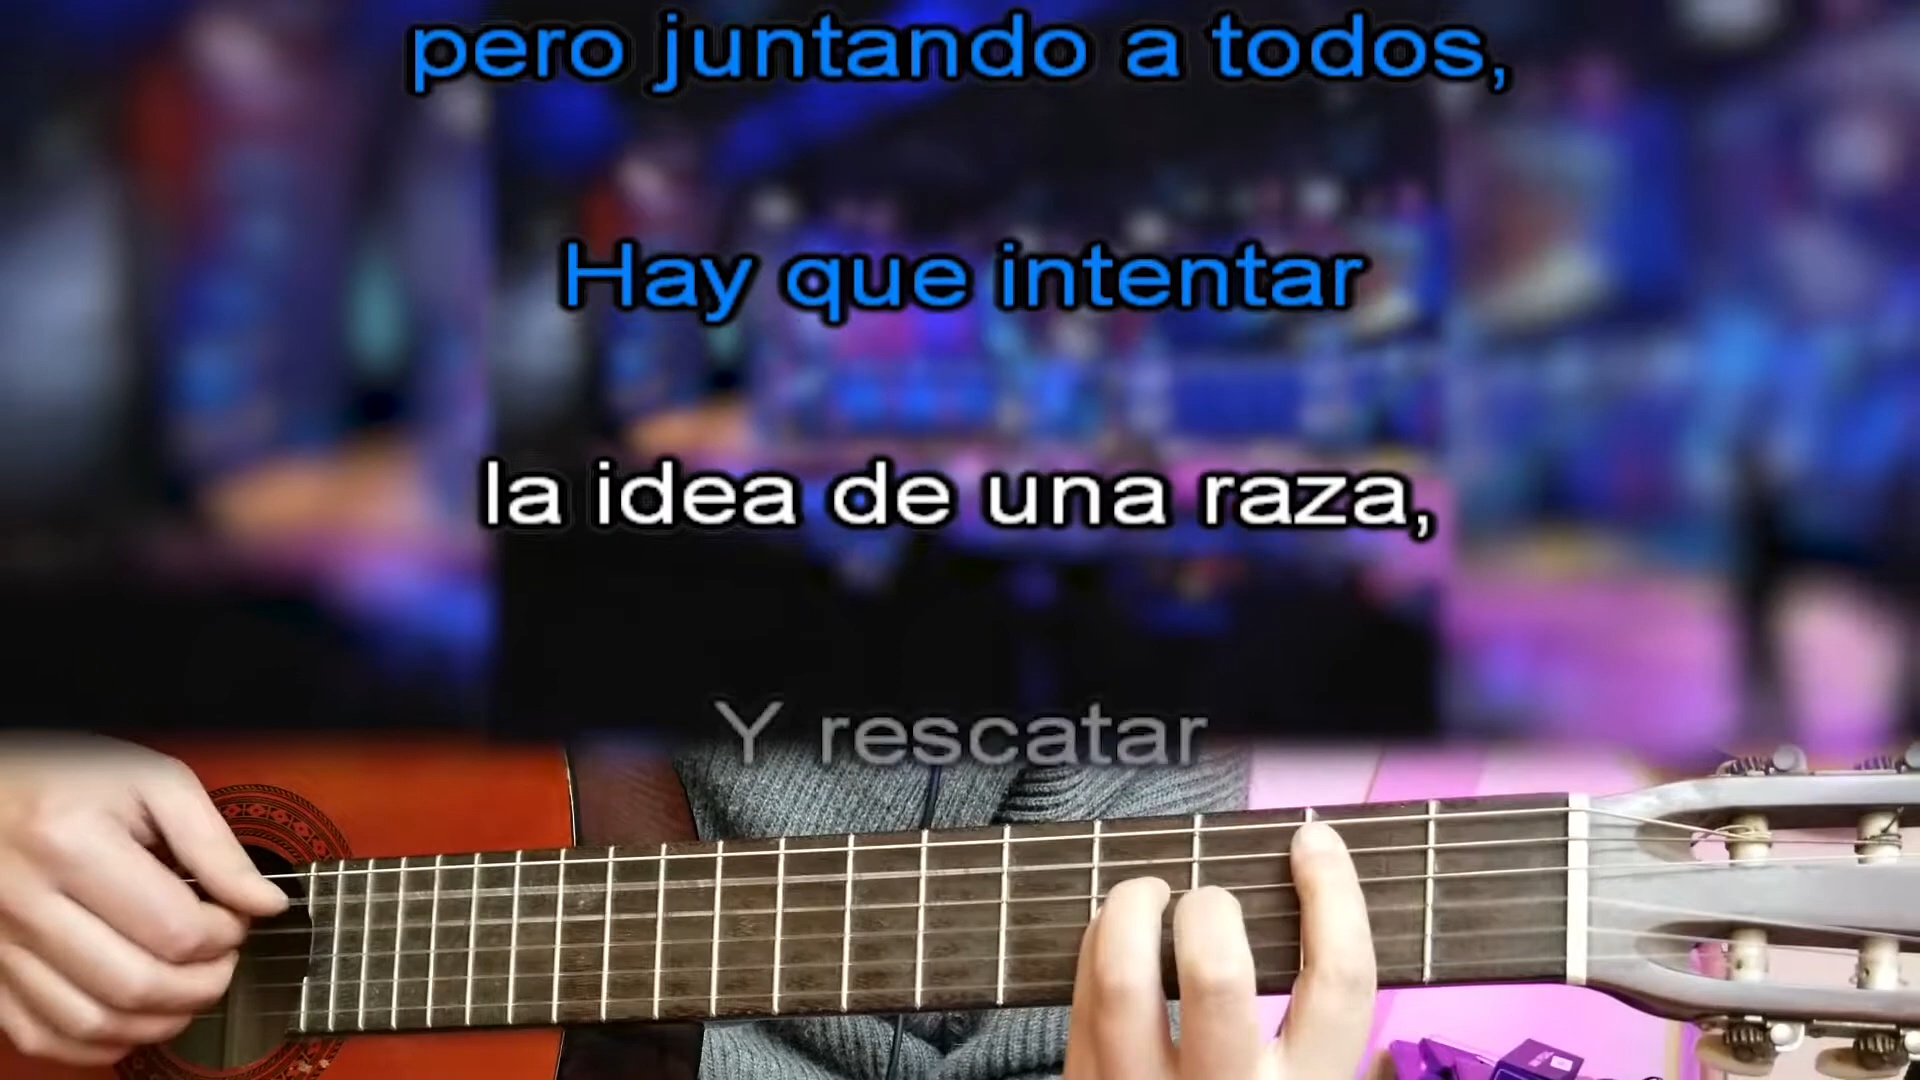 pero juntando a todos,
Hay que intentar
la idea de una raza,
Y rescatar